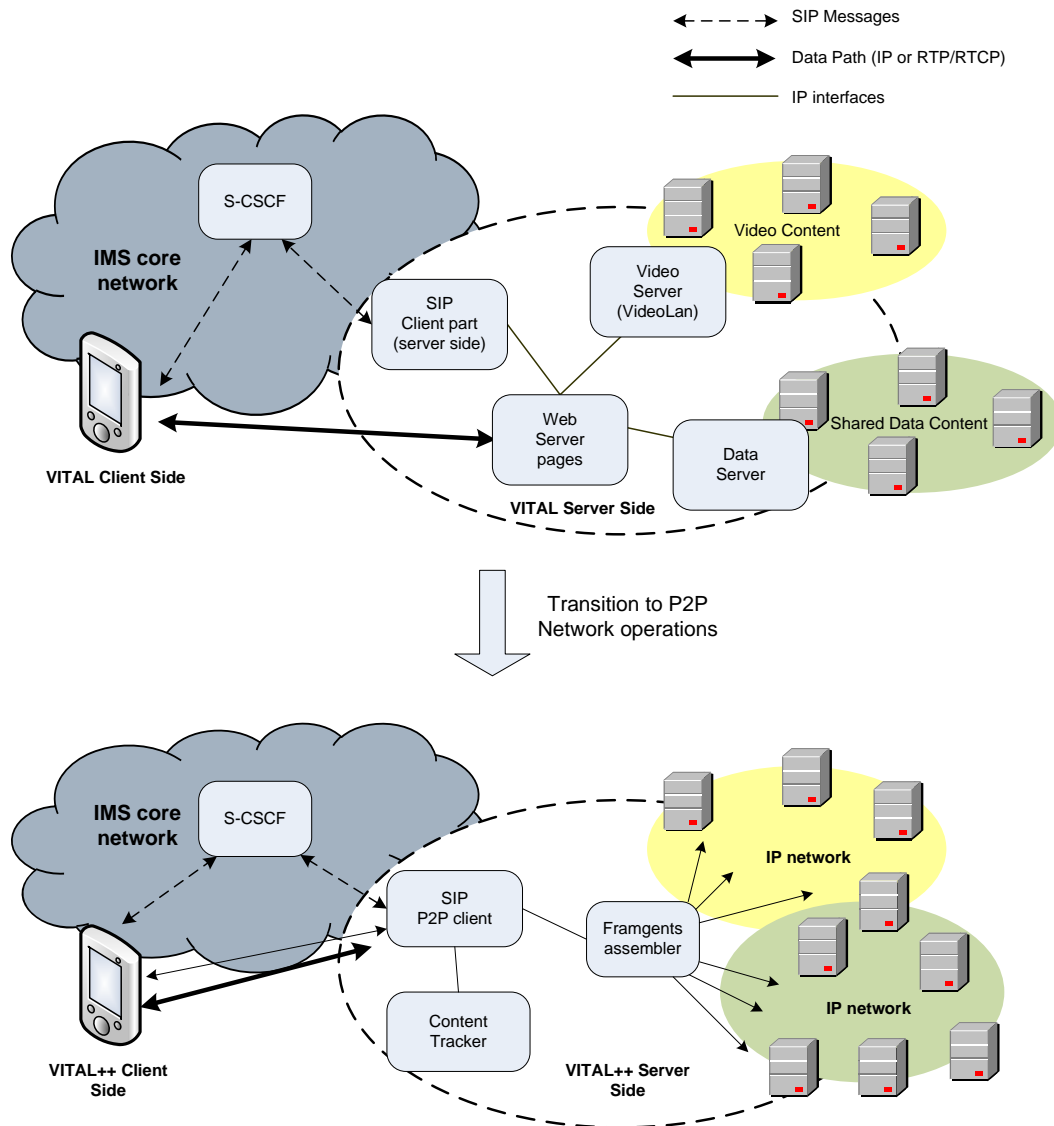 SIP Messages
Data Path (IP or RTP/RTCP)
IP interfaces
S-CSCF
IMS core
network
Video Content
Video
Server
(VideoLan)
SIP
Client part
(server side)
Shared Data Content
Web
Server
pages
Data
Server
VITAL Client Side
VITAL Server Side
Transition to P2P
Network operations
S-CSCF
IMS core
network
IP network
SIP
P2P client
Framgents
assembler
IP network
Content
Tracker
VITAL++ Client
Side
VITAL++ Server
Side